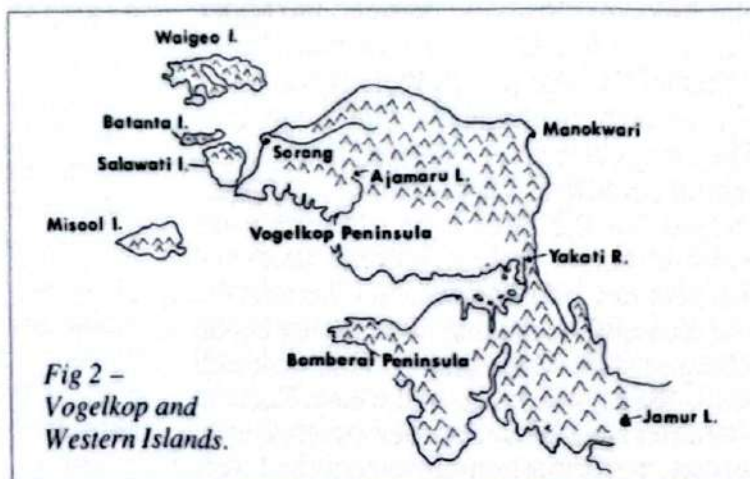 Waigeo I.
Batanta I.
Sorong
Manokwari
Salawati I.
Ajamaru L.
Misool I.
Vogelkop Peninsula
Yakati R.
Bomberai Peninsula
Fig 2 –
Vogelkop and
Western Islands.
Jamur L.